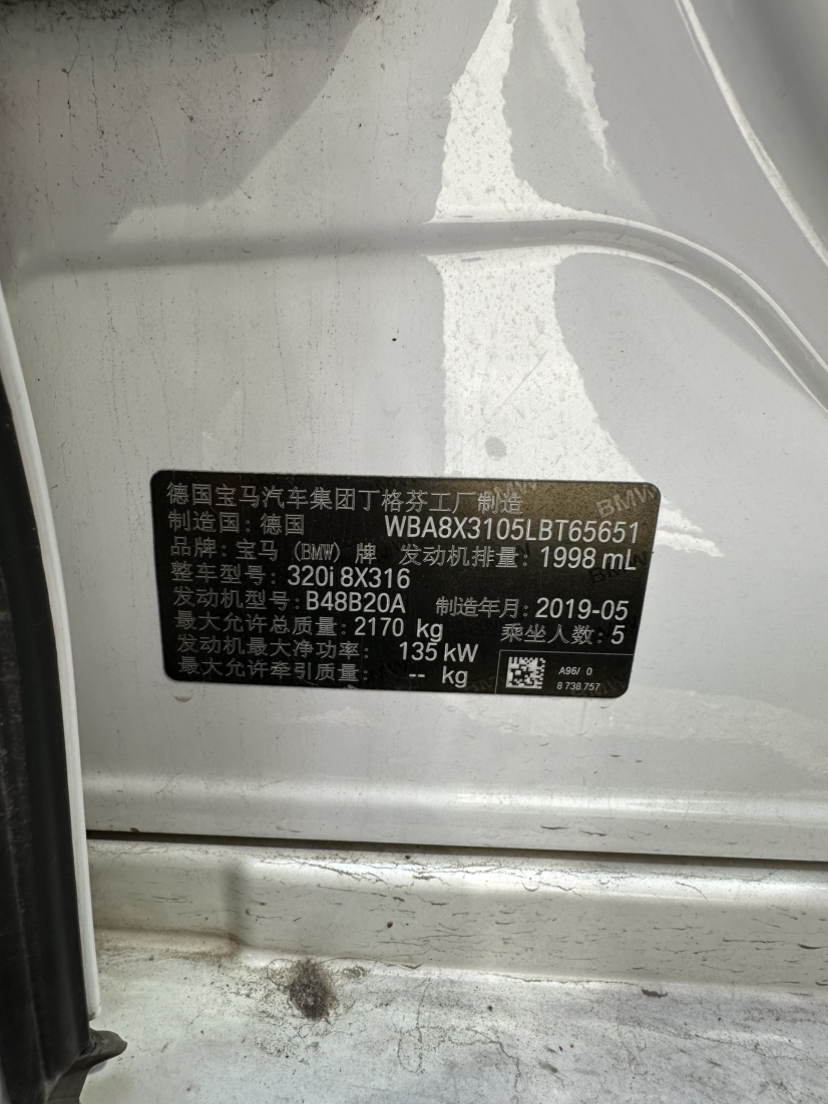 德国宝马汽车集团丁格芬工厂制造
制造国：德国 WBA8X3105LBT65651
品牌：宝马（BMW）牌 发动机排量：1998 mL
整车型号：320i 8X316
发动机型号：B48B20A 制造年月：2019-05
最大允许总质量：2170 kg 乘坐人数：5
发动机最大净功率： 135 kW
最大允许牵引质量： -- kg
A96/ 0
8 738 757
BMW
BMW